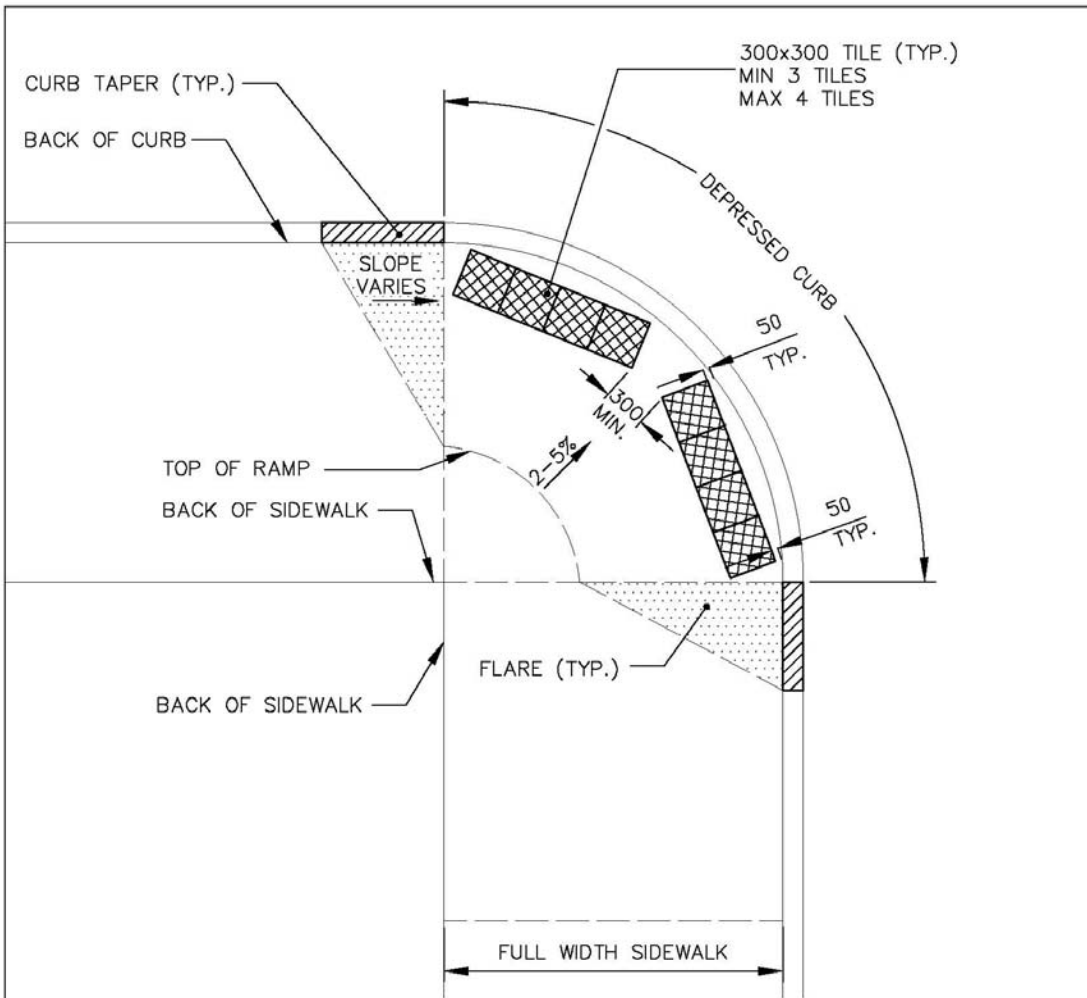 300x300 TILE (TYP.)
MIN 3 TILES
MAX 4 TILES
CURB TAPER (TYP.)
BACK OF CURB
DEPRESSED CURB
SLOPE
VARIES
50
TYP.
300
MIN.
2-5%
TOP OF RAMP
BACK OF SIDEWALK
50
TYP.
FLARE (TYP.)
BACK OF SIDEWALK
FULL WIDTH SIDEWALK